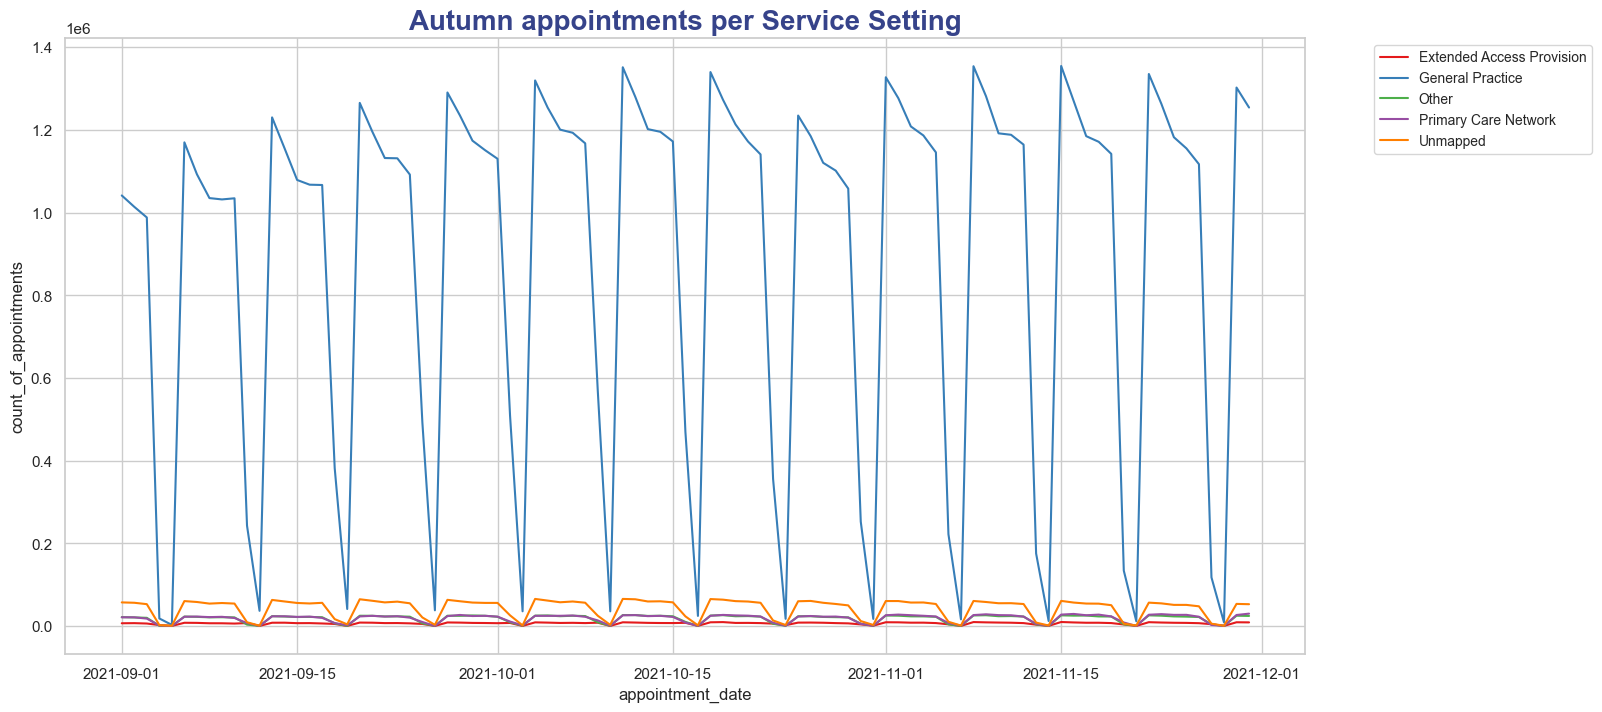 Autumn appointments per Service Setting
1e6
1.4
1.2
1.0
0.8
0.6
0.4
0.2
0.0
count_of_appointments
2021-09-01
2021-09-15
2021-10-01
2021-10-15
2021-11-01
2021-11-15
2021-12-01
appointment_date
Extended Access Provision
General Practice
Other
Primary Care Network
Unmapped